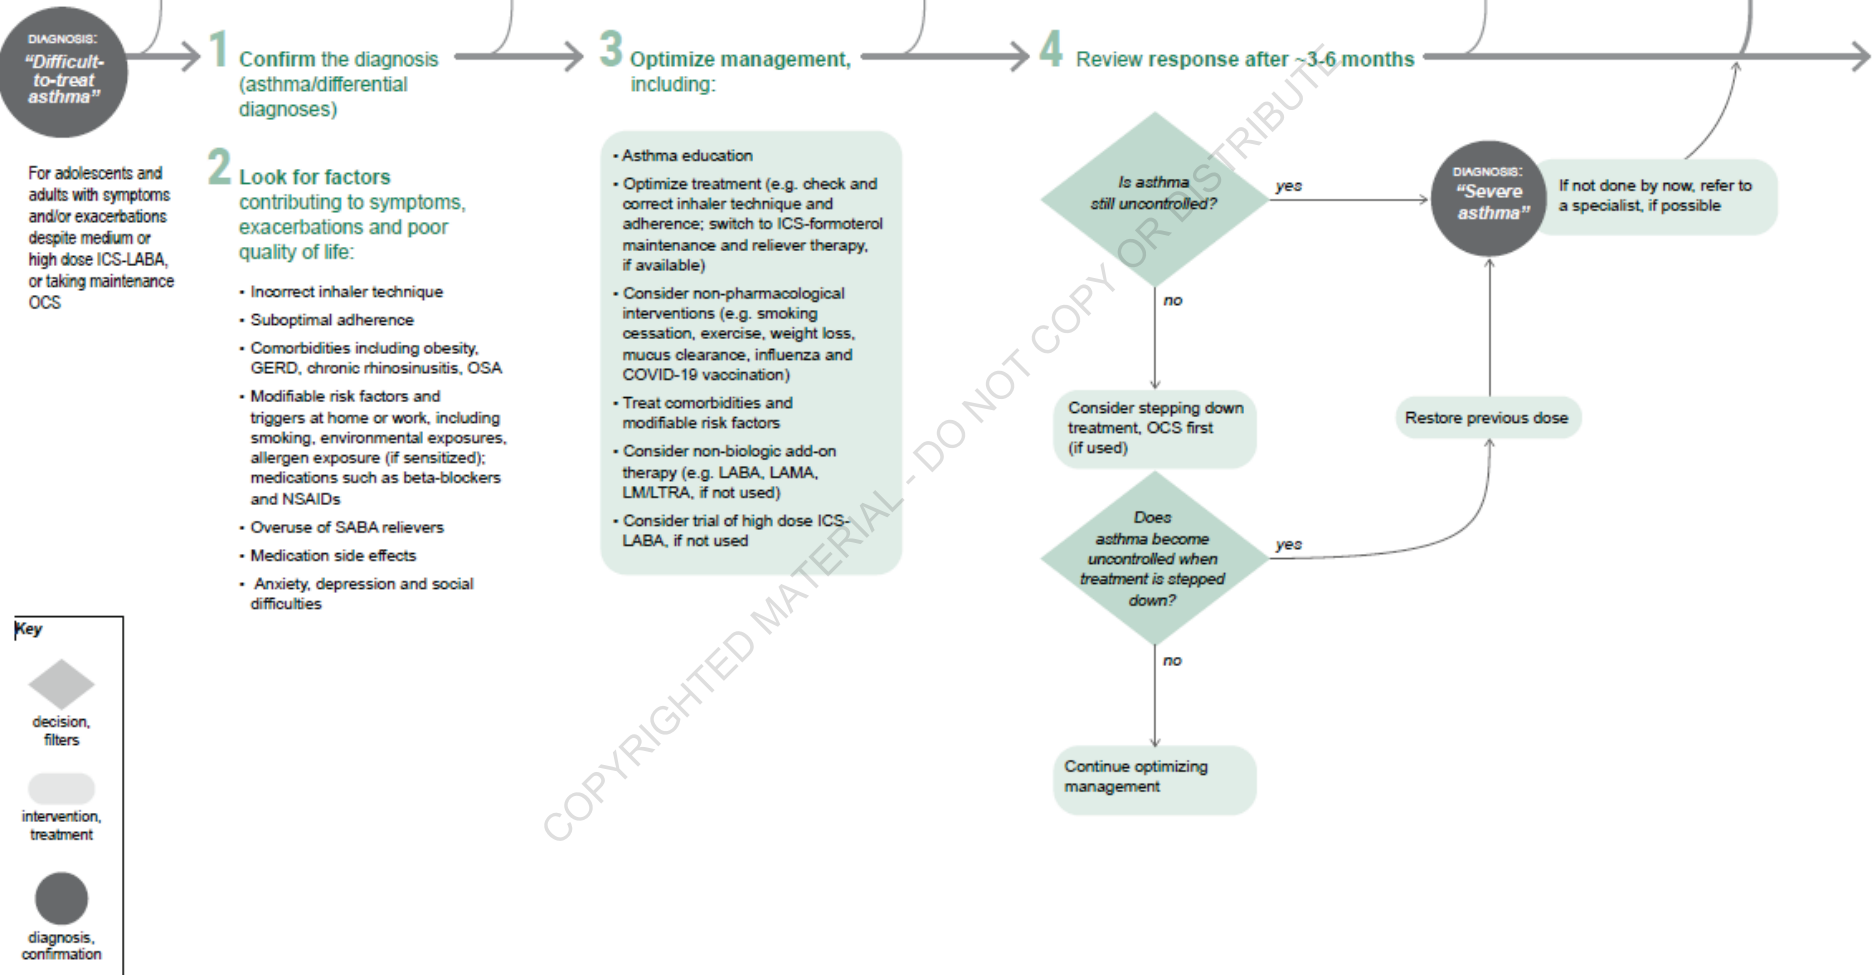 DIAGNOSIS:
"Difficult-
to-treat
asthma"
For adolescents and
adults with symptoms
and/or exacerbations
despite medium or
high dose ICS-LABA,
or taking maintenance
OCS
1 Confirm the diagnosis
(asthma/differential
diagnoses)
2 Look for factors
contributing to symptoms,
exacerbations and poor
quality of life:
• Incorrect inhaler technique
• Suboptimal adherence
• Comorbidities including obesity,
GERD, chronic rhinosinusitis, OSA
• Modifiable risk factors and
triggers at home or work, including
smoking, environmental exposures,
allergen exposure (if sensitized);
medications such as beta-blockers
and NSAIDs
• Overuse of SABA relievers
• Medication side effects
• Anxiety, depression and social
difficulties
3 Optimize management,
including:
• Asthma education
• Optimize treatment (e.g. check and
correct inhaler technique and
adherence; switch to ICS-formoterol
maintenance and reliever therapy,
if available)
• Consider non-pharmacological
interventions (e.g. smoking
cessation, exercise, weight loss,
mucus clearance, influenza and
COVID-19 vaccination)
• Treat comorbidities and
modifiable risk factors
• Consider non-biologic add-on
therapy (e.g. LABA, LAMA,
LM/LTRA, if not used)
• Consider trial of high dose ICS-
LABA, if not used
4 Review response after ~3-6 months
Is asthma
still uncontrolled?
yes
no
DIAGNOSIS:
"Severe
asthma"
If not done by now, refer to
a specialist, if possible
Consider stepping down
treatment, OCS first
(if used)
Restore previous dose
Does
asthma become
uncontrolled when
treatment is stepped
down?
yes
no
Continue optimizing
management
Key
decision,
filters
intervention,
treatment
diagnosis,
confirmation
COPYRIGHTED MATERIAL - DO NOT COPY OR DISTRIBUTE